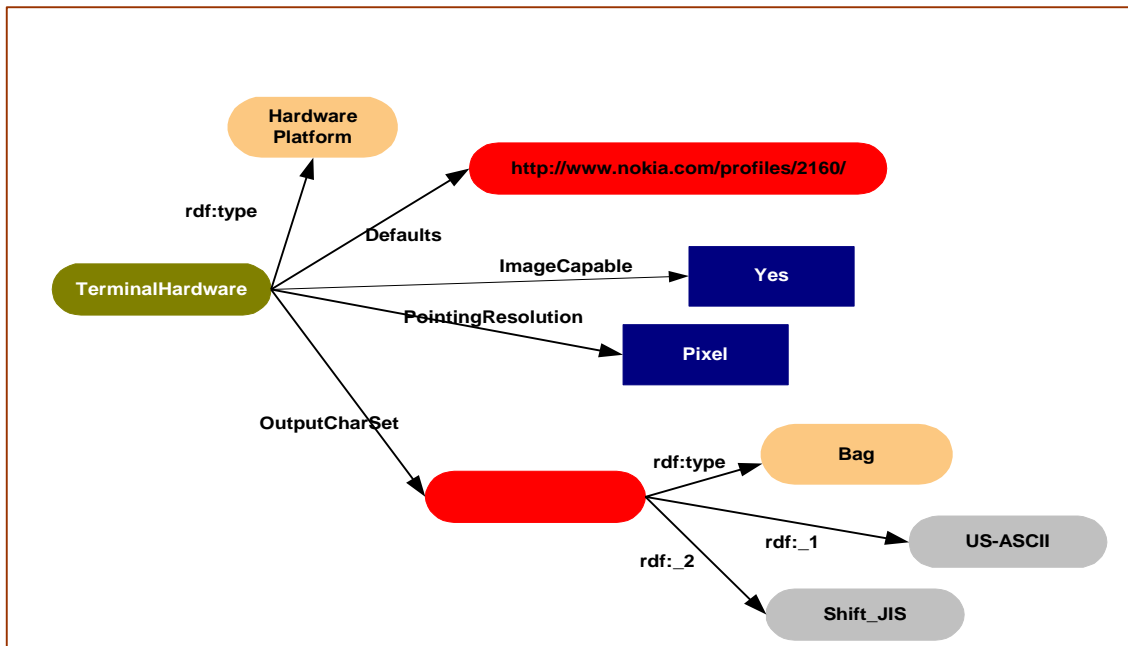 Hardware
Platform
http://www.nokia.com/profiles/2160/
rdf:type
Defaults
ImageCapable
Yes
TerminalHardware
PointingResolution
Pixel
OutputCharSet
Bag
rdf:type
US-ASCII
rdf:_1
rdf:_2
Shift_JIS